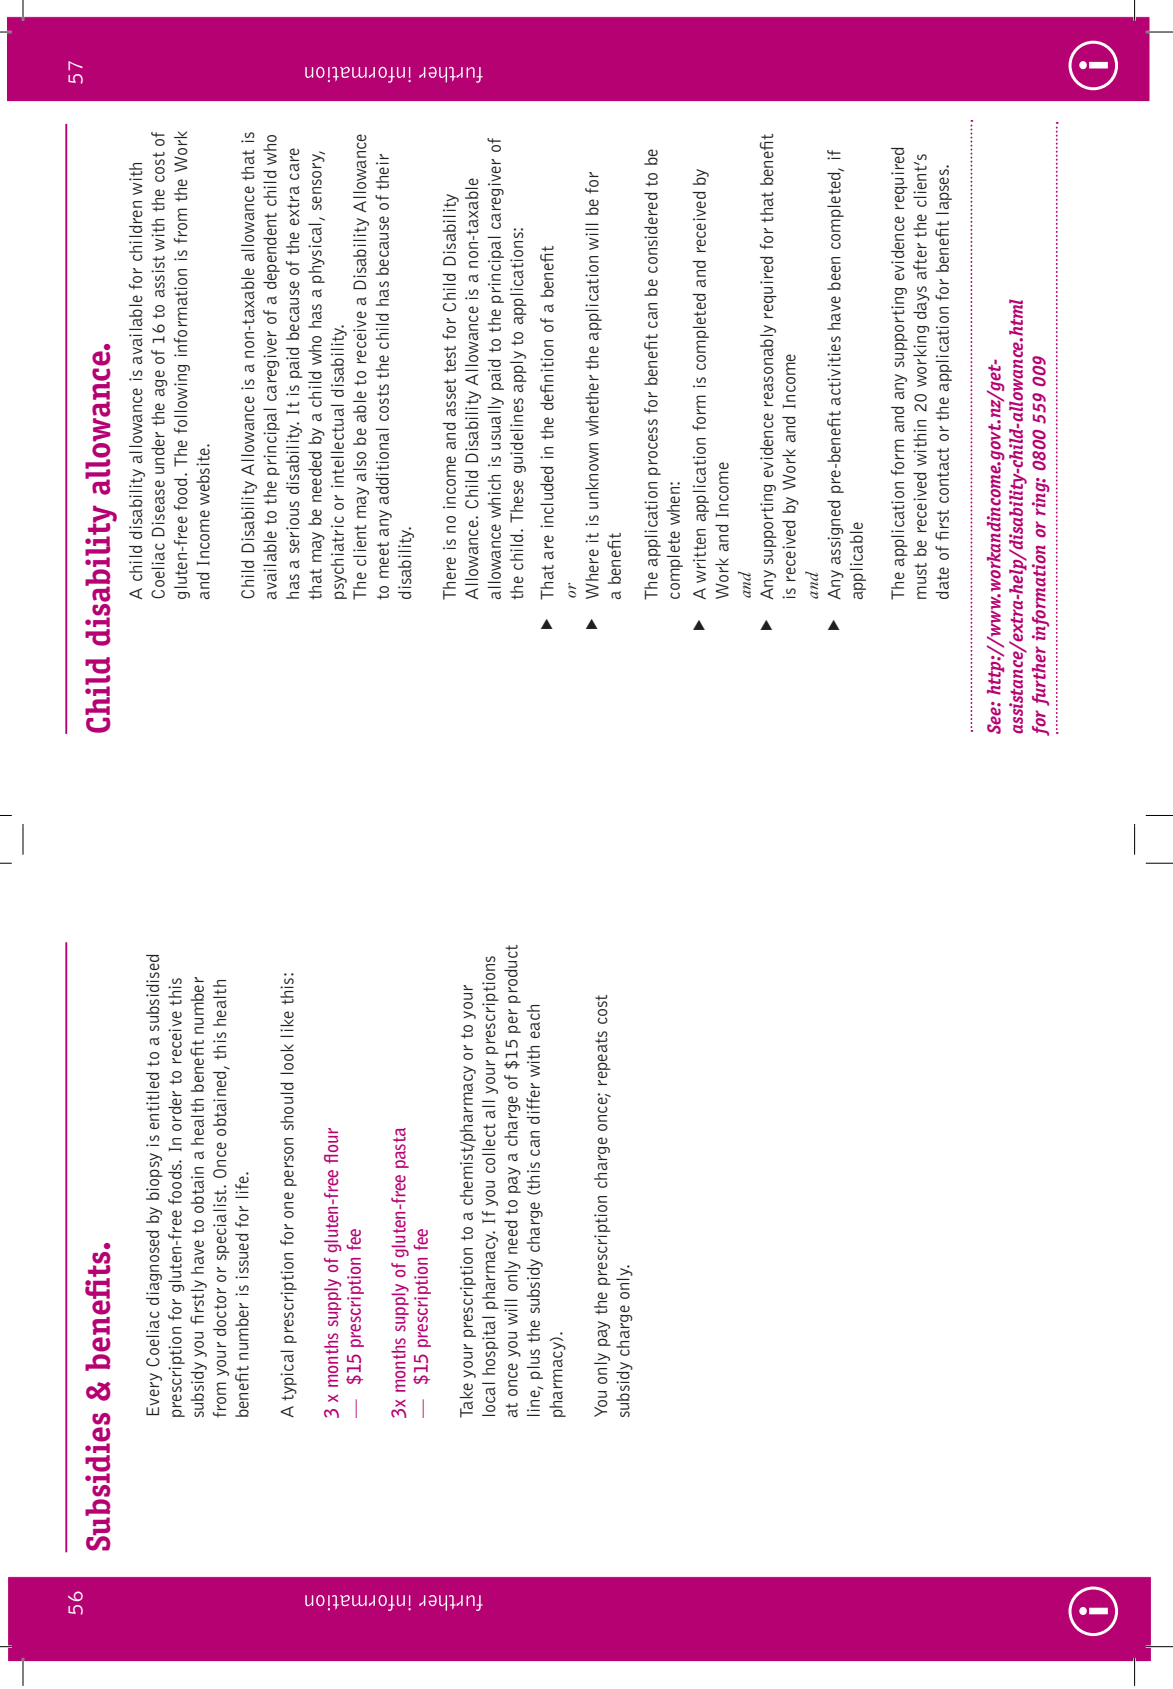 56
further information
Subsidies & benefits.
Every Coeliac diagnosed by biopsy is entitled to a subsidised
prescription for gluten-free foods. In order to receive this
subsidy you firstly have to obtain a health benefit number
from your doctor or specialist. Once obtained, this health
benefit number is issued for life.
A typical prescription for one person should look like this:
3 x months supply of gluten-free flour
— $15 prescription fee
3x months supply of gluten-free pasta
— $15 prescription fee
Take your prescription to a chemist/pharmacy or to your
local hospital pharmacy. If you collect all your prescriptions
at once you will only need to pay a charge of $15 per product
line, plus the subsidy charge (this can differ with each
pharmacy).
You only pay the prescription charge once; repeats cost
subsidy charge only.
57
further information
Child disability allowance.
A child disability allowance is available for children with
Coeliac Disease under the age of 16 to assist with the cost of
gluten-free food. The following information is from the Work
and Income website.
Child Disability Allowance is a non-taxable allowance that is
available to the principal caregiver of a dependent child who
has a serious disability. It is paid because of the extra care
that may be needed by a child who has a physical, sensory,
psychiatric or intellectual disability.
The client may also be able to receive a Disability Allowance
to meet any additional costs the child has because of their
disability.
There is no income and asset test for Child Disability
Allowance. Child Disability Allowance is a non-taxable
allowance which is usually paid to the principal caregiver of
the child. These guidelines apply to applications:
▶ That are included in the definition of a benefit
or
▶ Where it is unknown whether the application will be for
a benefit
The application process for benefit can be considered to be
complete when:
▶ A written application form is completed and received by
Work and Income
and
▶ Any supporting evidence reasonably required for that benefit
is received by Work and Income
and
▶ Any assigned pre-benefit activities have been completed, if
applicable
The application form and any supporting evidence required
must be received within 20 working days after the client's
date of first contact or the application for benefit lapses.
See: http://www.workandincome.govt.nz/get-
assistance/extra-help/disability-child-allowance.html
for further information or ring: 0800 559 009